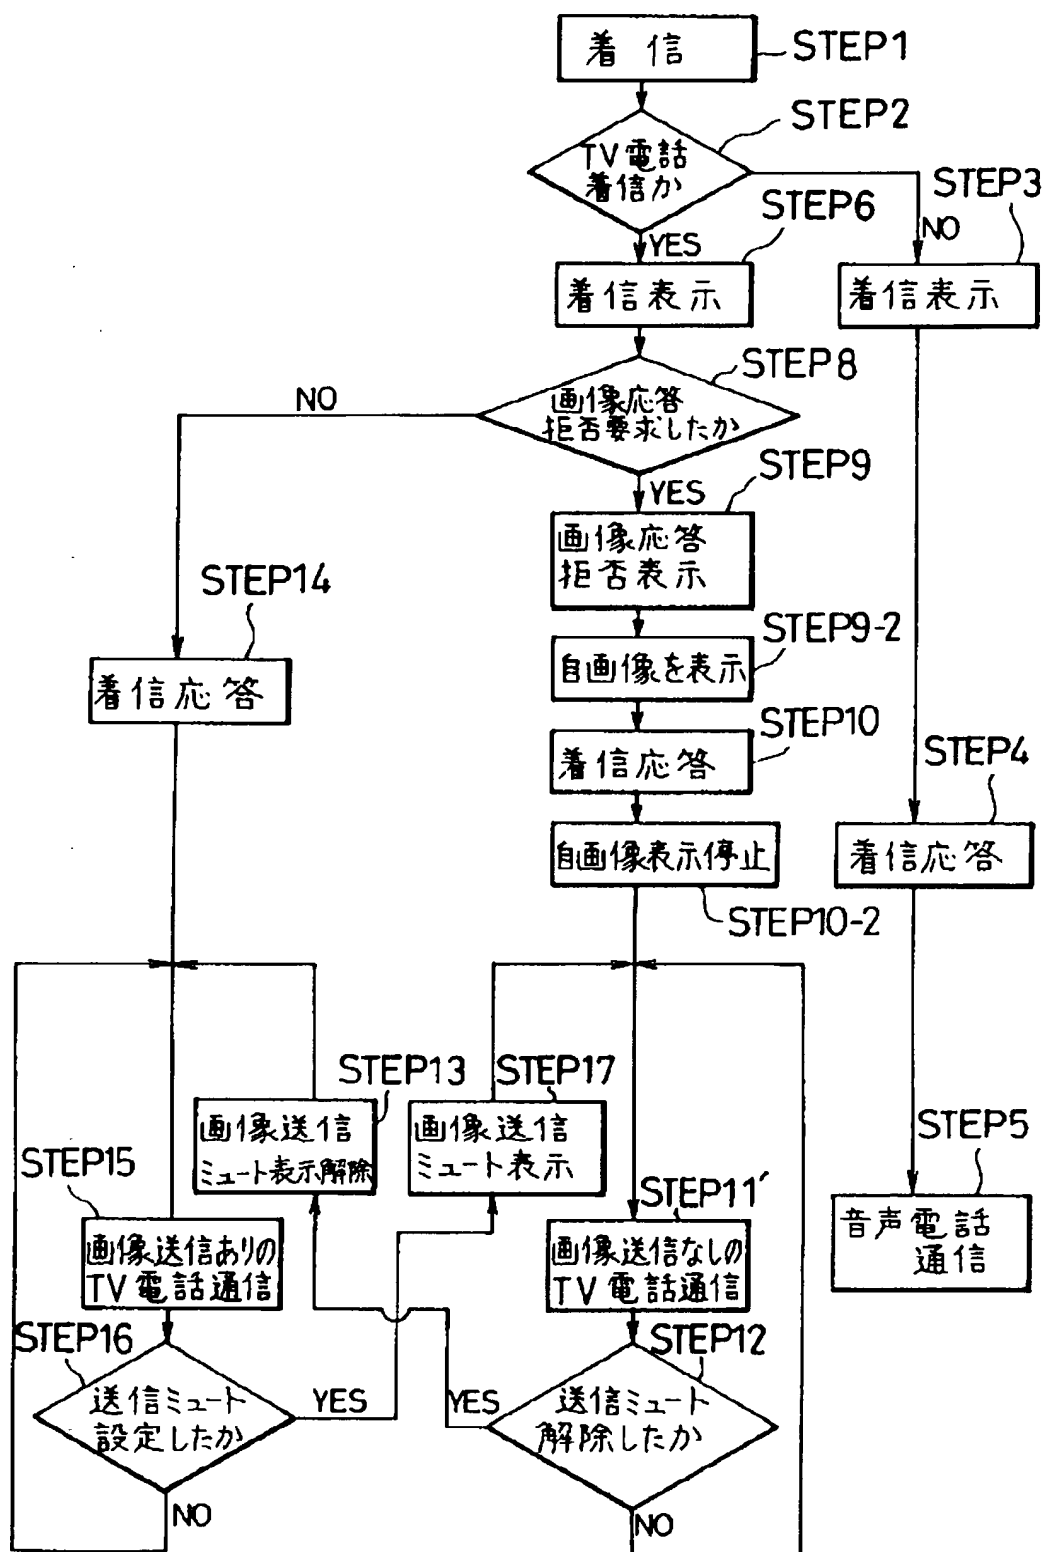 着信
STEP1
STEP2
TV電話
着信か
STEP3
NO
STEP6
YES
着信表示
着信表示
STEP8
NO
画像応答
拒否要求したか
STEP9
YES
画像応答
拒否表示
STEP14
STEP9-2
着信応答
自画像を表示
STEP10
着信応答
STEP4
自画像表示停止
着信応答
STEP10-2
STEP13
STEP17
画像送信
ミュート表示解除
画像送信
ミュート表示
STEP5
STEP15
STEP11'
音声電話
通信
画像送信ありの
TV電話通信
画像送信なしの
TV電話通信
STEP16
STEP12
送信ミュート
設定したか
YES
YES
送信ミュート
解除したか
NO
NO